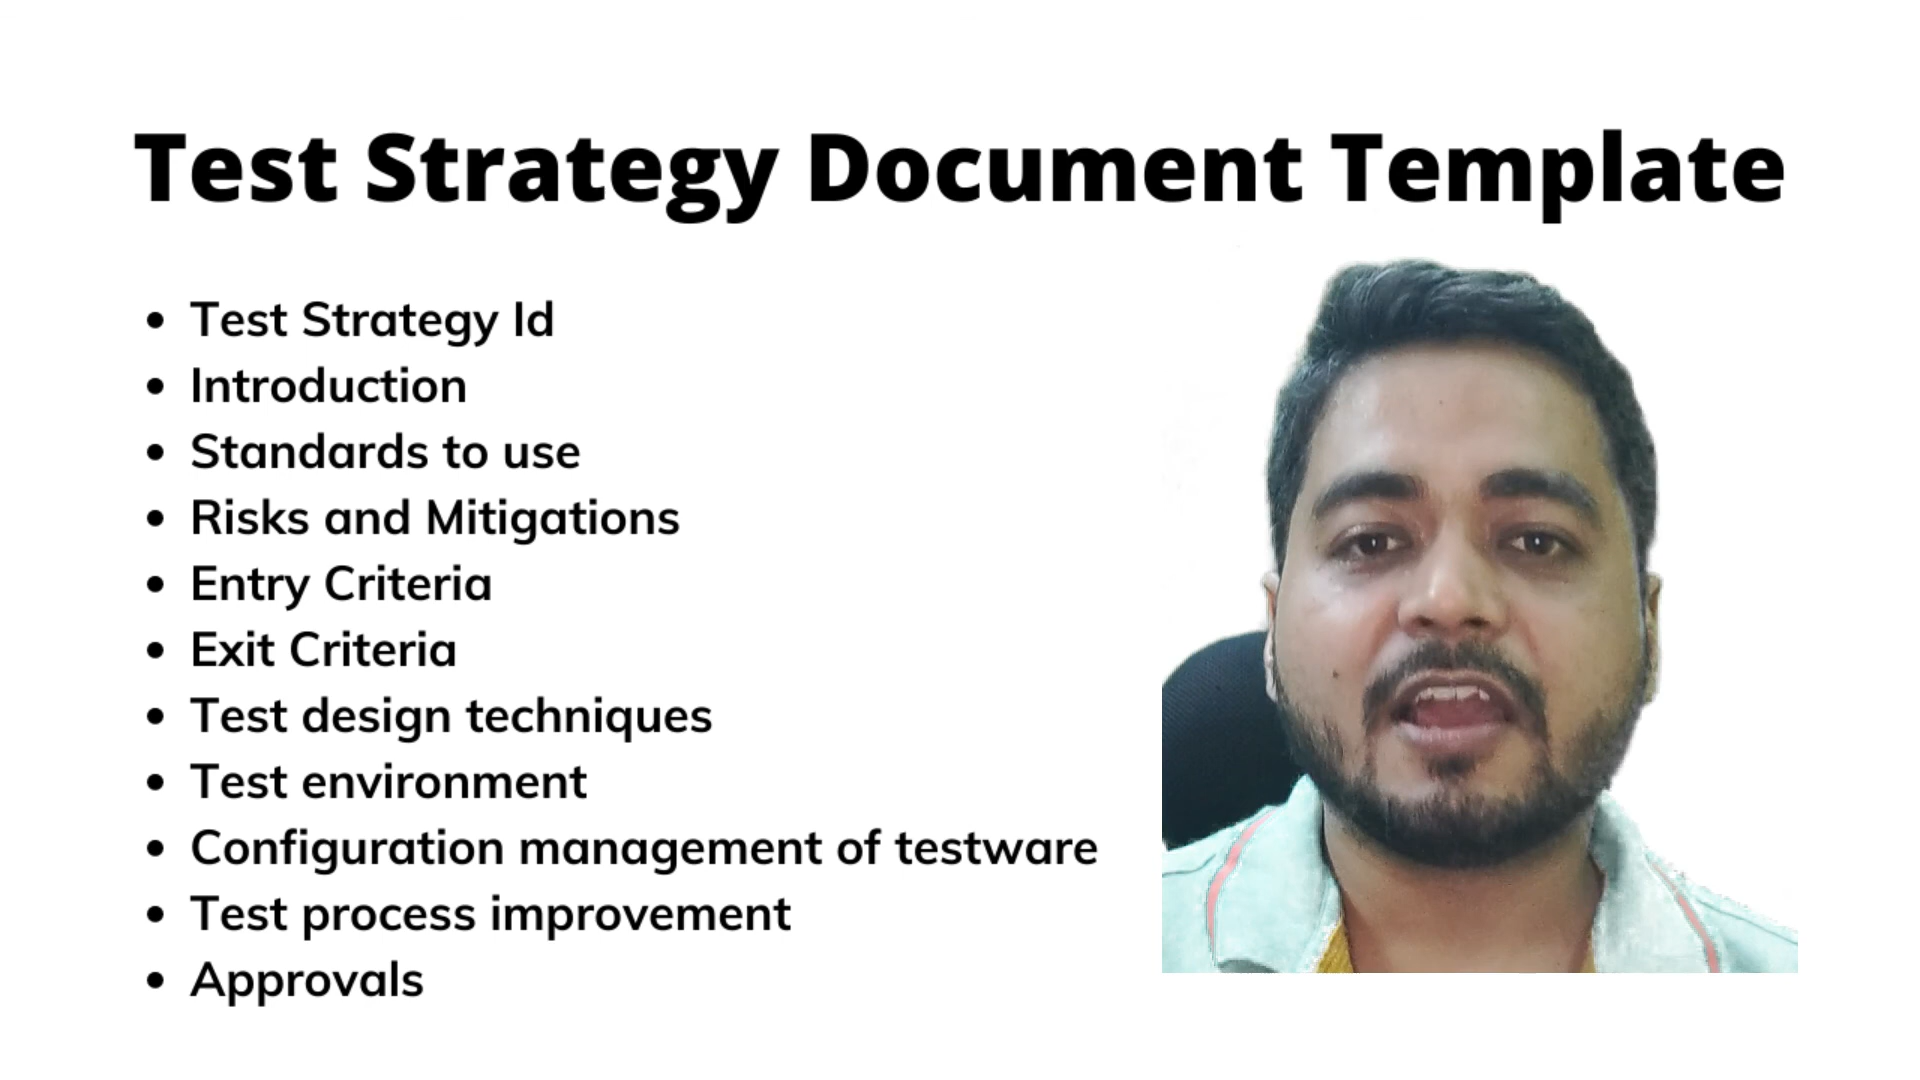 Test Strategy Document Template
• Test Strategy Id
• Introduction
• Standards to use
• Risks and Mitigations
• Entry Criteria
• Exit Criteria
• Test design techniques
• Test environment
• Configuration management of testware
• Test process improvement
• Approvals